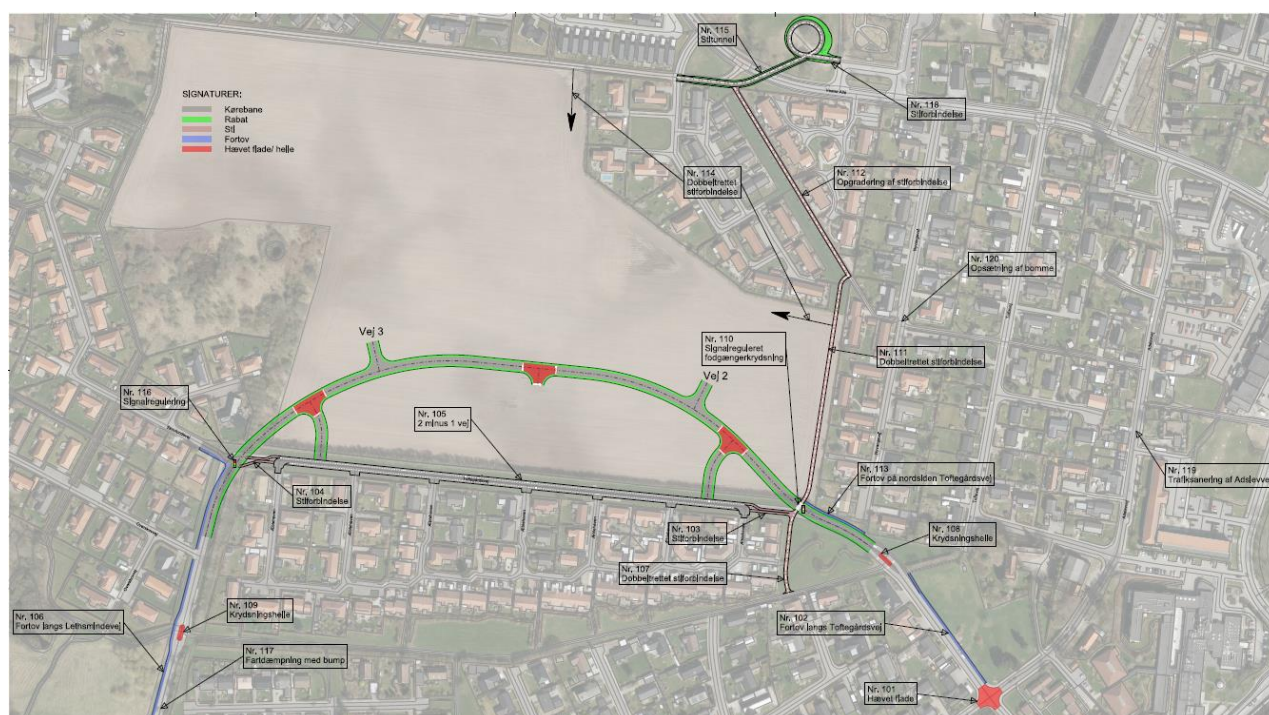 Nr. 115
Stitunnel
SIGNATURER:
Kørebane
Rabat
Sti
Fortov
Hævet flade/ helle
Nr. 118
Stiforbindelse
Nr. 114
Dobbeltrettet
stiforbindelse
Nr. 112
Opgradering af stiforbindelse
Nr. 120
Opsætning af bomme
Nr. 110
Signalreguleret
fodgængerkrydsning
Vej 3
Nr. 111
Dobbeltrettet stiforbindelse
Vej 2
Nr. 116
Signalregulering
Nr. 105
2 minus 1 vej
Nr. 113
Fortov på nordsiden Toftegårdsvej
Nr. 119
Trafiksanering af Adslevvej
Nr. 104
Stiforbindelse
Nr. 103
Stiforbindelse
Nr. 108
Krydsningshelle
Nr. 107
Dobbeltrettet stiforbindelse
Nr. 109
Krydsningshelle
Nr. 106
Fortov langs Lethsmindevej
Nr. 102
Fortov langs Toftegårdsvej
Nr. 117
Fartdæmpning med bump
Nr. 101
Hævet flade